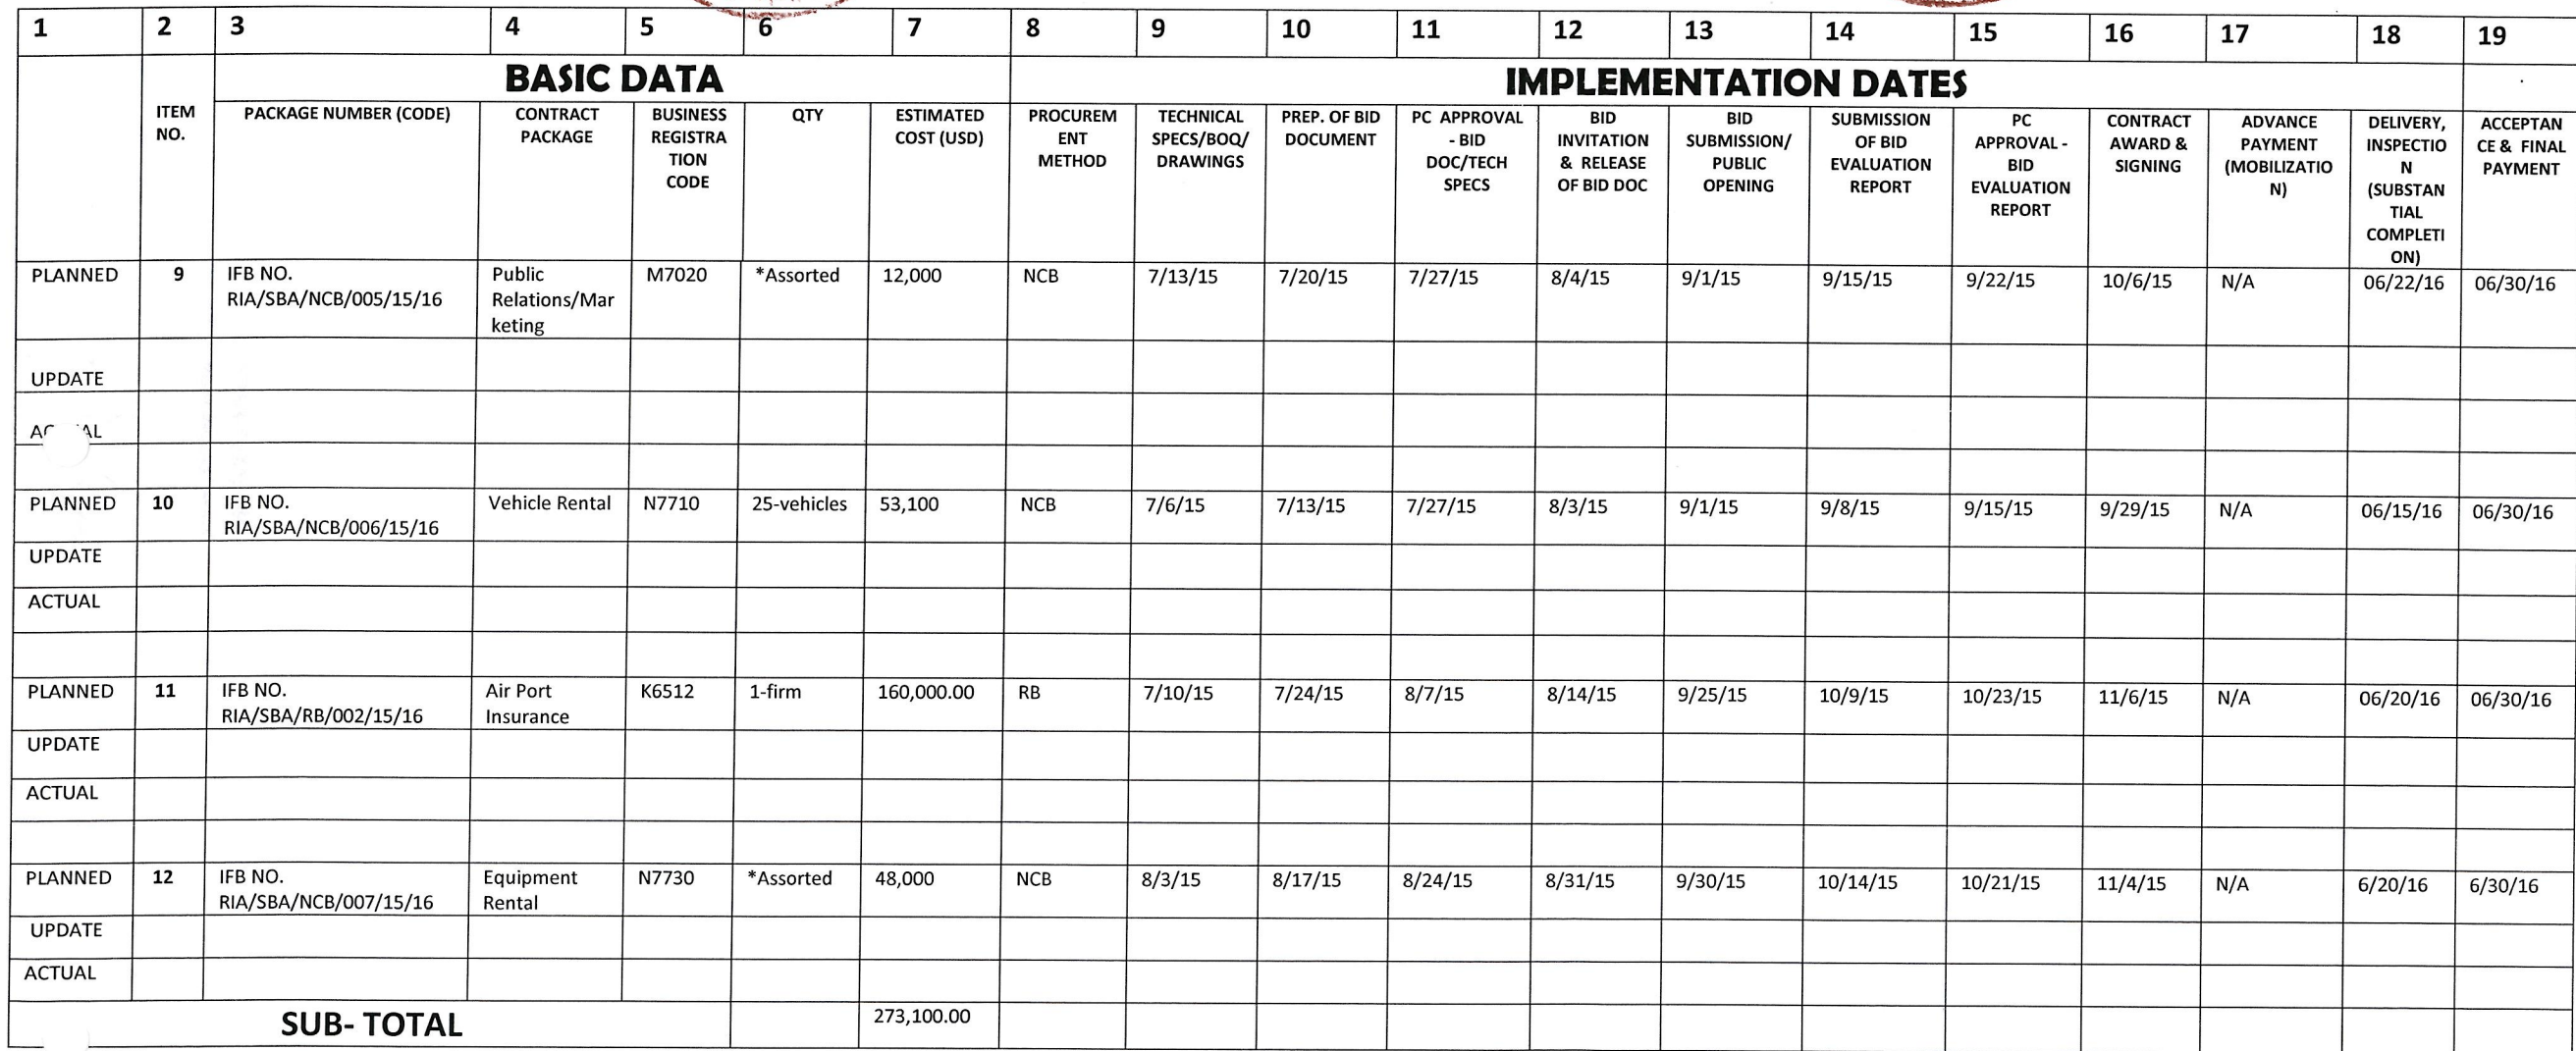 1 2 3 4 5 6 7 8 9 10 11 12 13 14 15 16 17 18 19
BASIC DATA IMPLEMENTATION DATES
ITEM NO. PACKAGE NUMBER (CODE) CONTRACT PACKAGE BUSINESS REGISTRA TION CODE QTY ESTIMATED COST (USD) PROCUREM ENT METHOD TECHNICAL SPECS/BOQ/ DRAWINGS PREP. OF BID DOCUMENT PC APPROVAL - BID DOC/TECH SPECS BID INVITATION & RELEASE OF BID DOC BID SUBMISSION/ PUBLIC OPENING SUBMISSION OF BID EVALUATION REPORT PC APPROVAL - BID EVALUATION REPORT CONTRACT AWARD & SIGNING ADVANCE PAYMENT (MOBILIZATIO N) DELIVERY, INSPECTIO N (SUBSTAN TIAL COMPLETI ON) ACCEPTAN CE & FINAL PAYMENT
PLANNED 9 IFB NO. RIA/SBA/NCB/005/15/16 Public Relations/Mar keting M7020 *Assorted 12,000 NCB 7/13/15 7/20/15 7/27/15 8/4/15 9/1/15 9/15/15 9/22/15 10/6/15 N/A 06/22/16 06/30/16
UPDATE
PLANNED 10 IFB NO. RIA/SBA/NCB/006/15/16 Vehicle Rental N7710 25-vehicles 53,100 NCB 7/6/15 7/13/15 7/27/15 8/3/15 9/1/15 9/8/15 9/15/15 9/29/15 N/A 06/15/16 06/30/16
UPDATE
ACTUAL
PLANNED 11 IFB NO. RIA/SBA/RB/002/15/16 Air Port Insurance K6512 1-firm 160,000.00 RB 7/10/15 7/24/15 8/7/15 8/14/15 9/25/15 10/9/15 10/23/15 11/6/15 N/A 06/20/16 06/30/16
UPDATE
ACTUAL
PLANNED 12 IFB NO. RIA/SBA/NCB/007/15/16 Equipment Rental N7730 *Assorted 48,000 NCB 8/3/15 8/17/15 8/24/15 8/31/15 9/30/15 10/14/15 10/21/15 11/4/15 N/A 6/20/16 6/30/16
UPDATE
ACTUAL
SUB- TOTAL 273,100.00